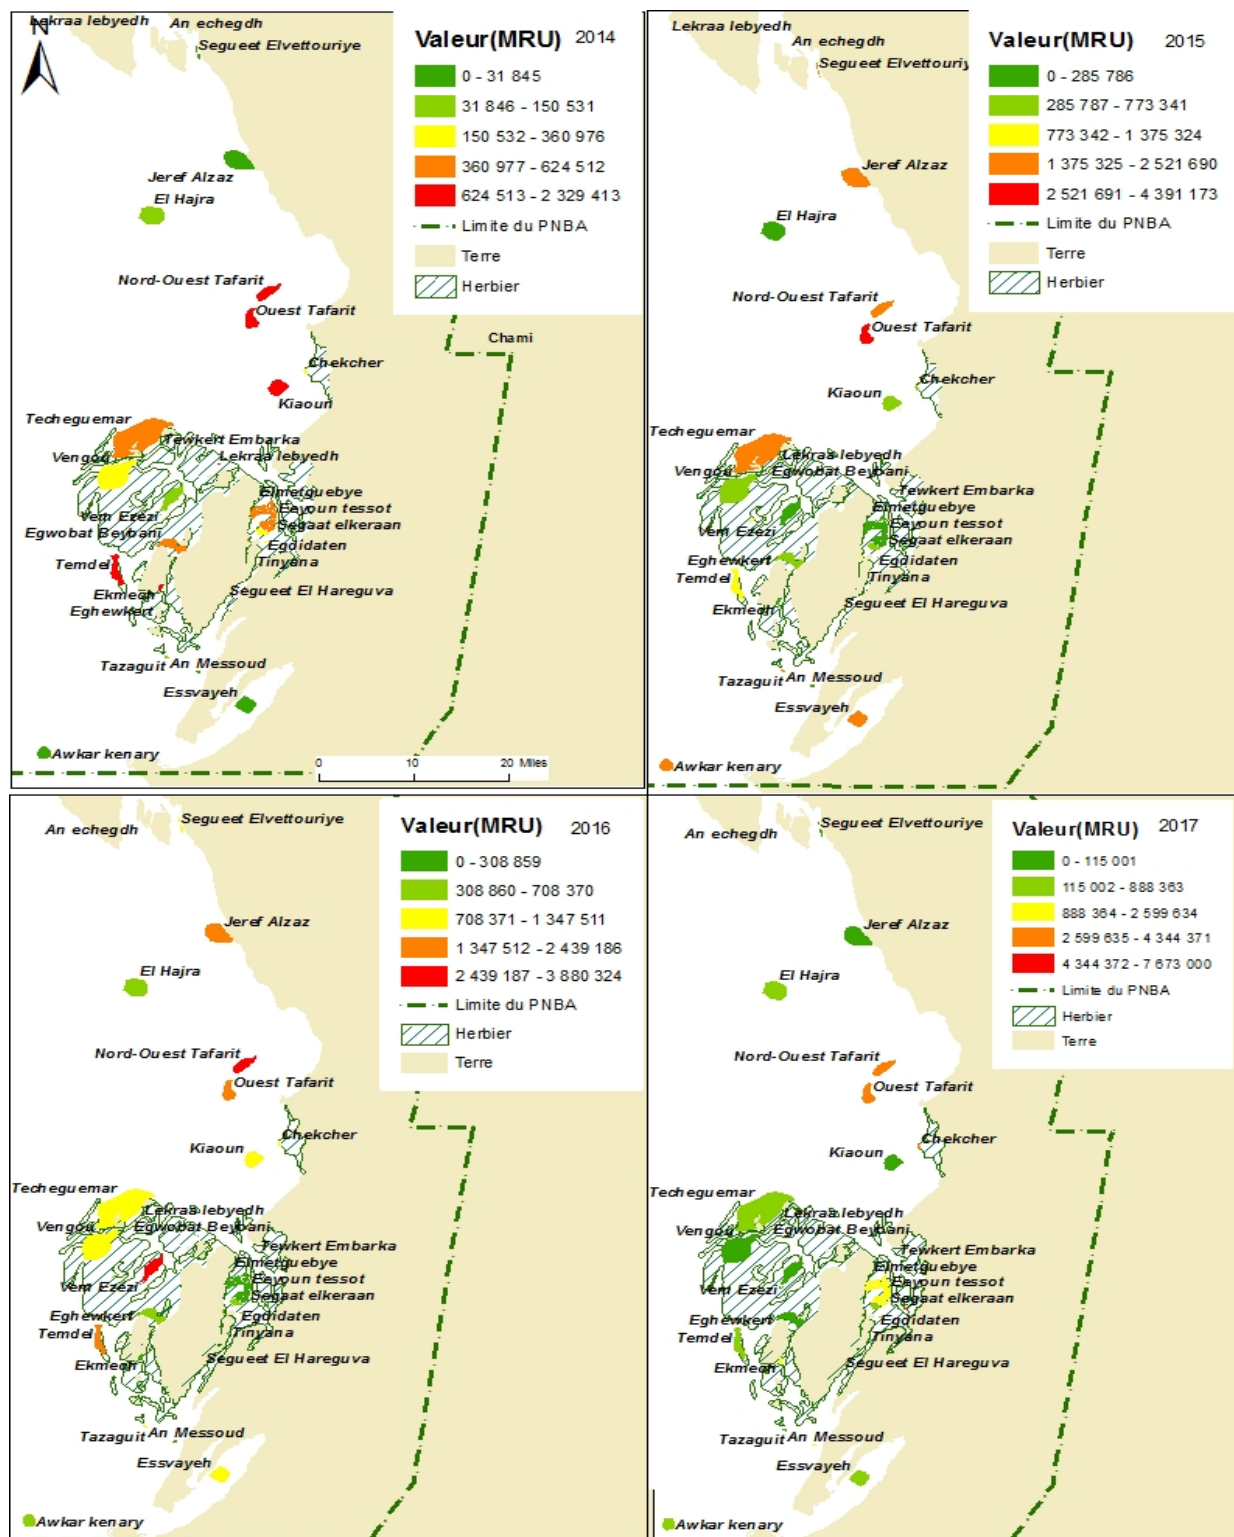 Lekraa lebyedh
An echegdh
N
Segueet Elvettouriye
Valeur(MRU) 2014
0 - 31 845
31 846 - 150 531
150 532 - 360 976
360 977 - 624 512
624 513 - 2 329 413
Limite du PNBA
Terre
Herbier
Jeref Alzaz
El Hajra
Nord-Ouest Tafarit
Ouest Tafarit
Chami
Chekcher
Kiaoun
Techeguemar
Tewkert Embarka
Vengou
Lekraa lebyedh
Elmetguebye
Eeyoun tessot
Vem Ezezi
Segaat elkeraan
Egwobat Beybani
Egdidaten
Temdel
Tinyana
Ekmech
Segueet El Hareguva
Eghewkert
Tazaguit
An Messoud
Essvayeh
Awkar kenary
0 10 20 Miles
Lekraa lebyedh
An echegdh
Segueet Elvettouriy
Valeur(MRU) 2015
0 - 285 786
285 787 - 773 341
773 342 - 1 375 324
1 375 325 - 2 521 690
2 521 691 - 4 391 173
Limite du PNBA
Terre
Herbier
Jeref Alzaz
El Hajra
Nord-Ouest Tafarit
Ouest Tafarit
Chekcher
Kiaoun
Techeguemar
Lekraa lebyedh
Vengou
Egwobat Beybani
Tewkert Embarka
Elmetguebye
Eeyoun tessot
Vem Ezezi
Segaat elkeraan
Eghewkert
Egdidaten
Temdel
Tinyana
Ekmech
Segueet El Hareguva
Tazaguit
An Messoud
Essvayeh
Awkar kenary
An echegdh
Segueet Elvettouriye
Valeur(MRU) 2016
0 - 308 859
308 860 - 708 370
708 371 - 1 347 511
1 347 512 - 2 439 186
2 439 187 - 3 880 324
Limite du PNBA
Herbier
Terre
Jeref Alzaz
El Hajra
Nord-Ouest Tafarit
Ouest Tafarit
Chekcher
Kiaoun
Techeguemar
Lekraa lebyedh
Vengou
Egwobat Beybani
Tewkert Embarka
Elmetguebye
Eeyoun tessot
Vem Ezezi
Segaat elkeraan
Eghewkert
Egdidaten
Temdel
Tinyana
Ekmech
Segueet El Hareguva
Tazaguit
An Messoud
Essvayeh
Awkar kenary
An echegdh
Segueet Elvettouriye
Valeur(MRU) 2017
0 - 115 001
115 002 - 888 363
888 364 - 2 599 634
2 599 635 - 4 344 371
4 344 372 - 7 673 000
Limite du PNBA
Herbier
Terre
Jeref Alzaz
El Hajra
Nord-Ouest Tafarit
Ouest Tafarit
Chekcher
Kiaoun
Techeguemar
Lekraa lebyedh
Vengou
Egwobat Beybani
Tewkert Embarka
Elmetguebye
Eeyoun tessot
Vem Ezezi
Segaat elkeraan
Eghewkert
Egdidaten
Temdel
Tinyana
Ekmech
Segueet El Hareguva
Tazaguit
An Messoud
Essvayeh
Awkar kenary